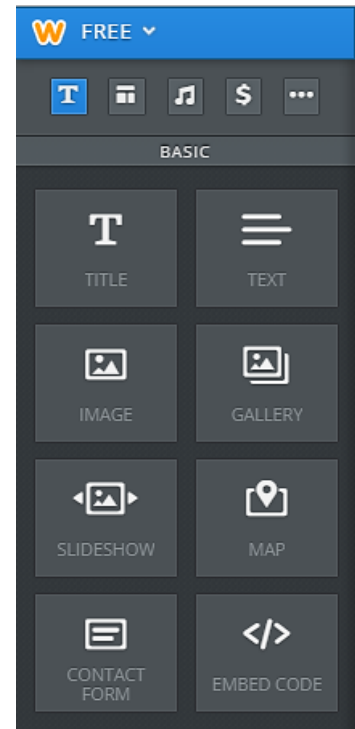 FREE
BASIC
TITLE
TEXT
IMAGE
GALLERY
SLIDESHOW
MAP
CONTACT
FORM
EMBED CODE